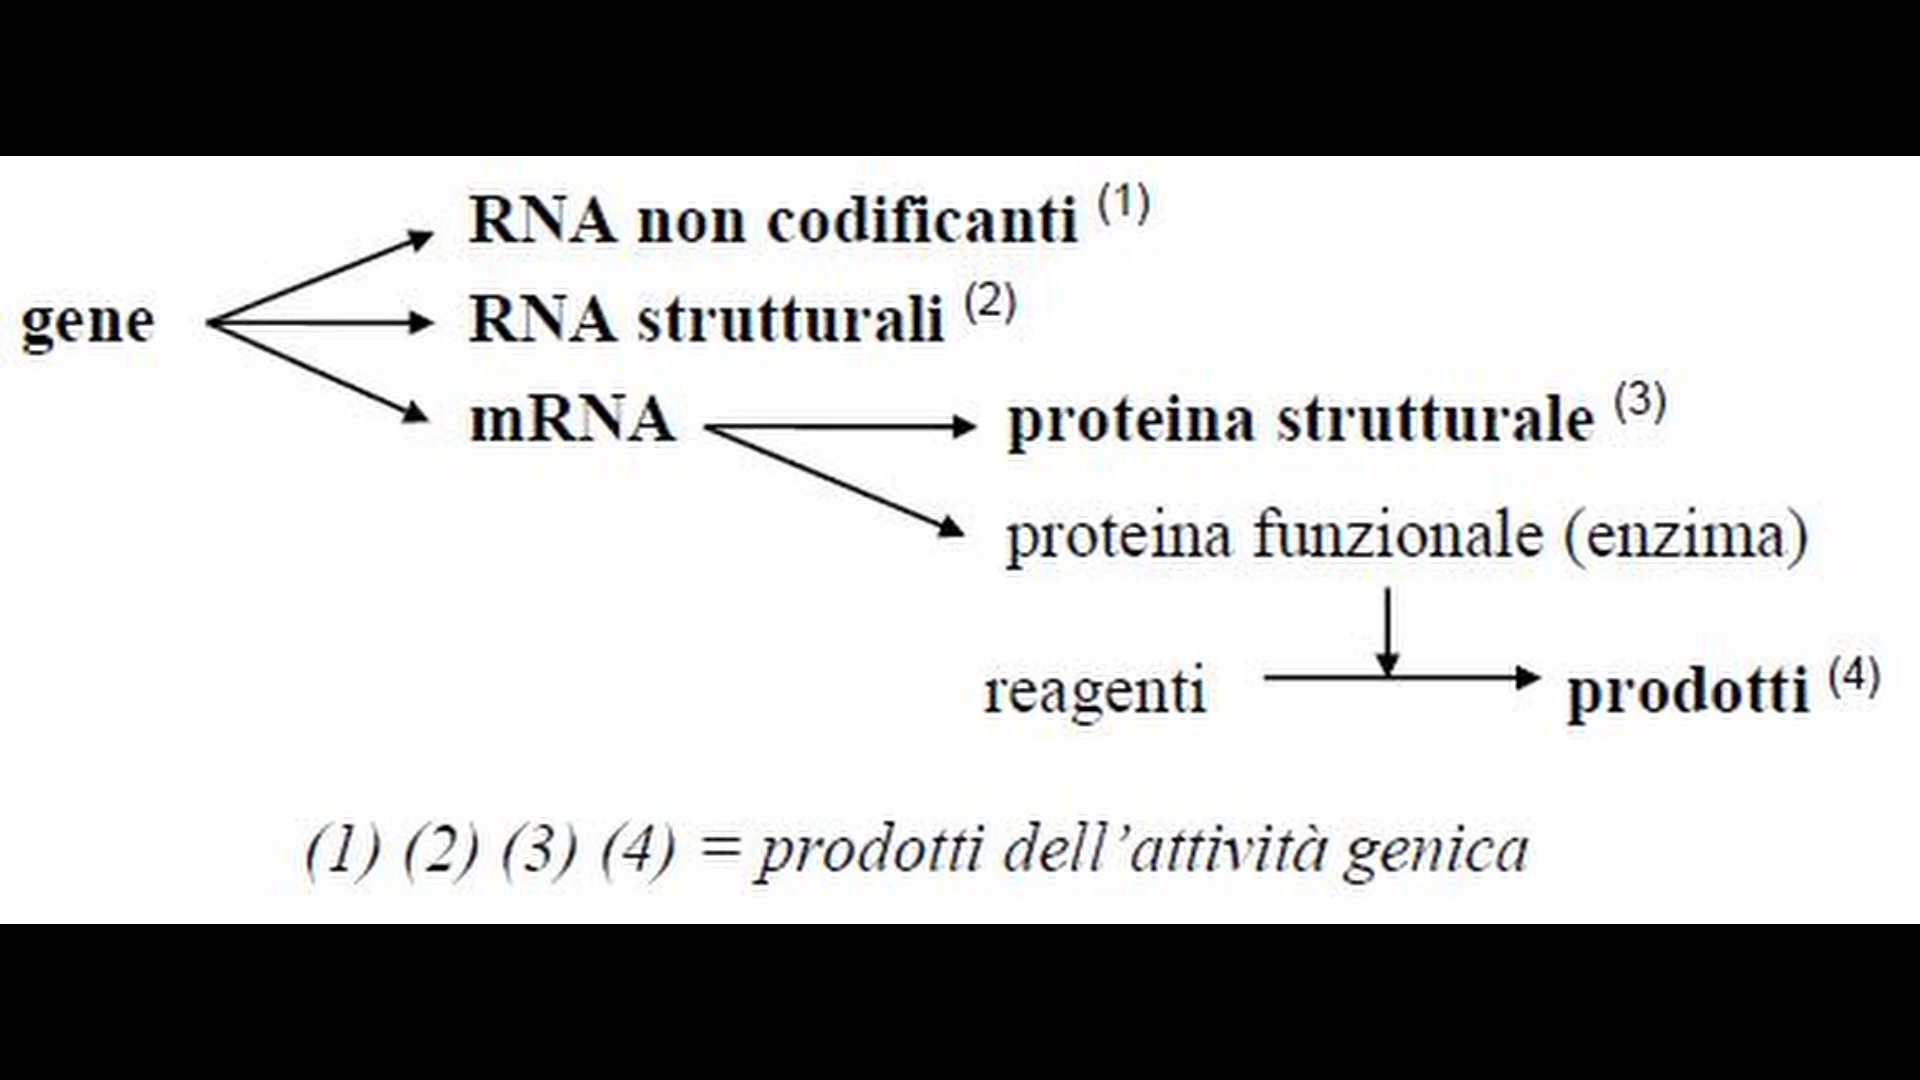 RNA non codificanti (1)
gene RNA strutturali (2)
mRNA proteina strutturale (3)
proteina funzionale (enzima)
reagenti prodotti (4)
(1) (2) (3) (4) = prodotti dell'attività genica